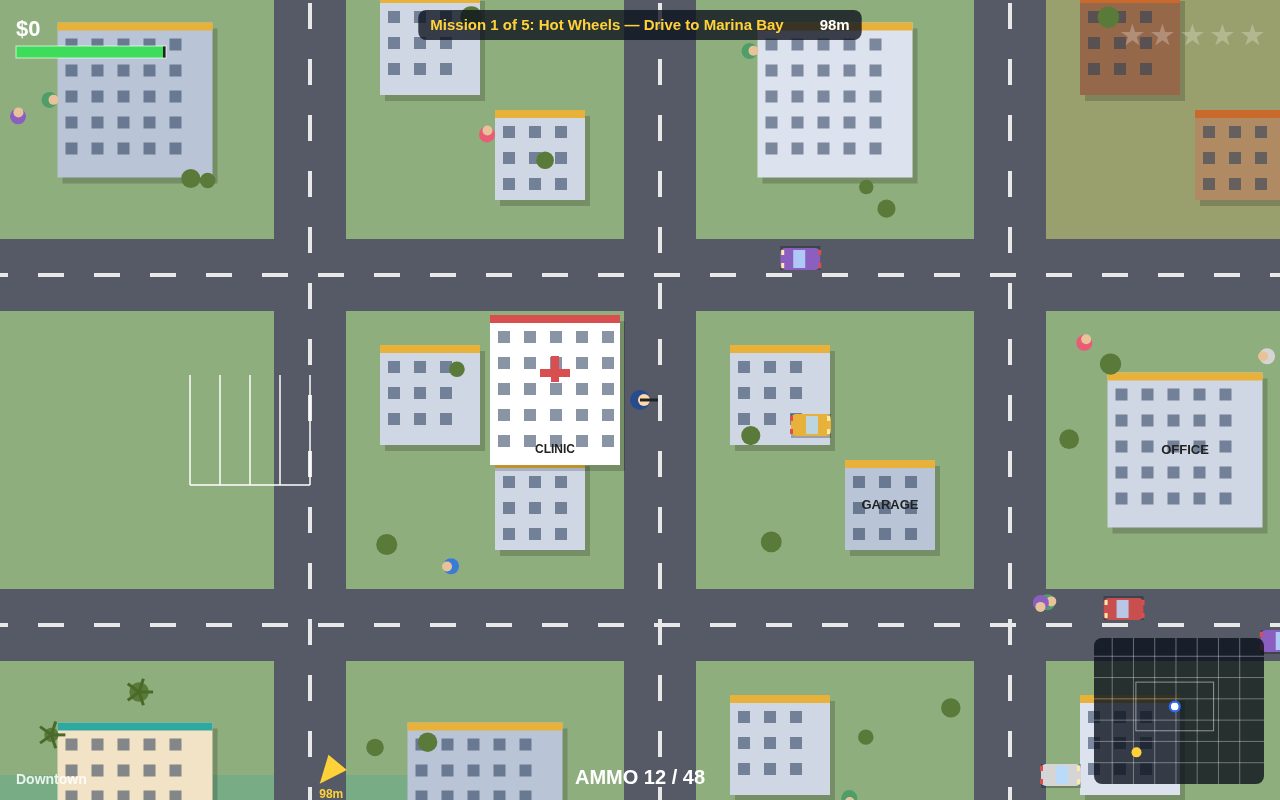 $0
Mission 1 of 5: Hot Wheels — Drive to Marina Bay 98m
CLINIC
OFFICE
GARAGE
Downtown
AMMO 12 / 48
98m